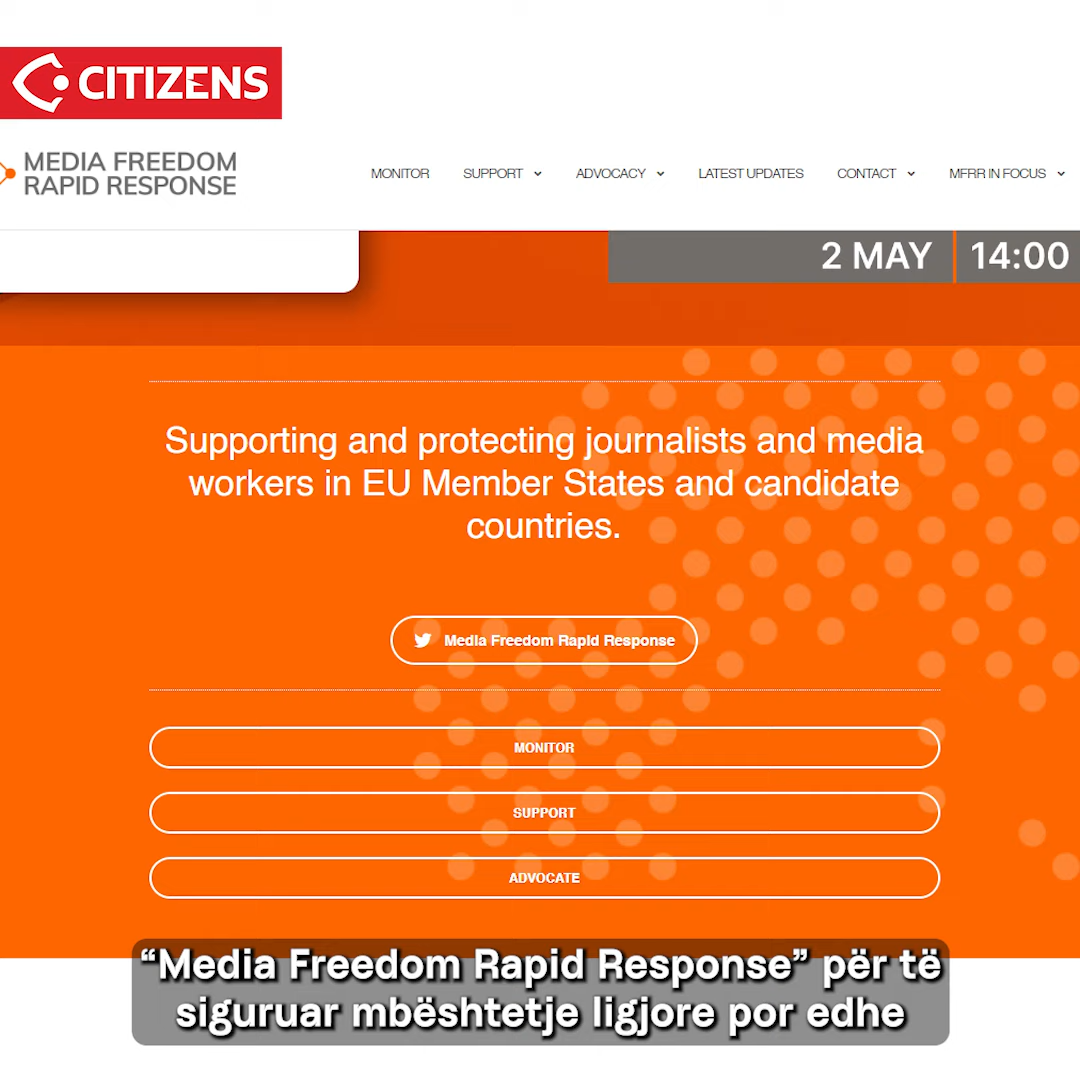 CITIZENS
MEDIA FREEDOM
RAPID RESPONSE
MONITOR SUPPORT ADVOCACY LATEST UPDATES CONTACT MFRR IN FOCUS
2 MAY 14:00
Supporting and protecting journalists and media
workers in EU Member States and candidate
countries.
Media Freedom Rapid Response
MONITOR
SUPPORT
ADVOCATE
“Media Freedom Rapid Response” për të
siguruar mbështetje ligjore por edhe